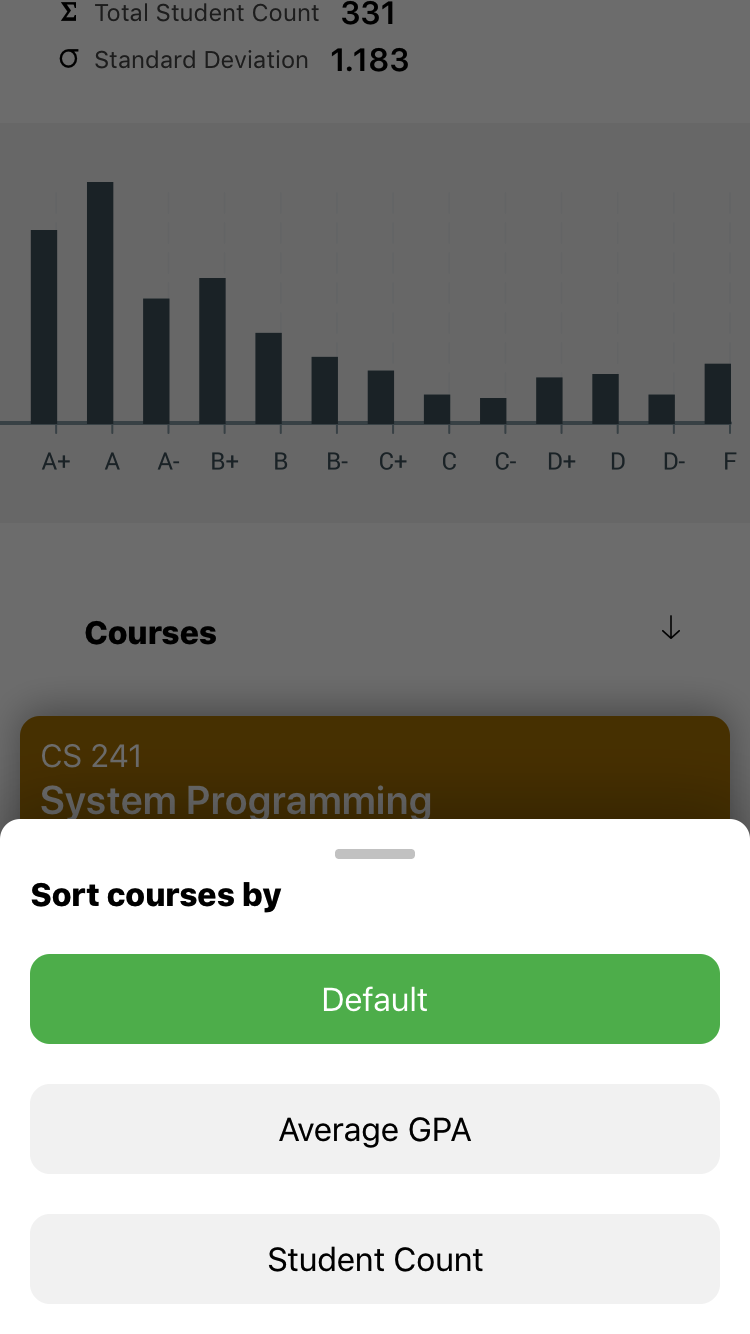 Σ Total Student Count 331
σ Standard Deviation 1.183
A+ A A- B+ B B- C+ C C- D+ D D- F
Courses ↓
CS 241
System Programming
Sort courses by
Default
Average GPA
Student Count